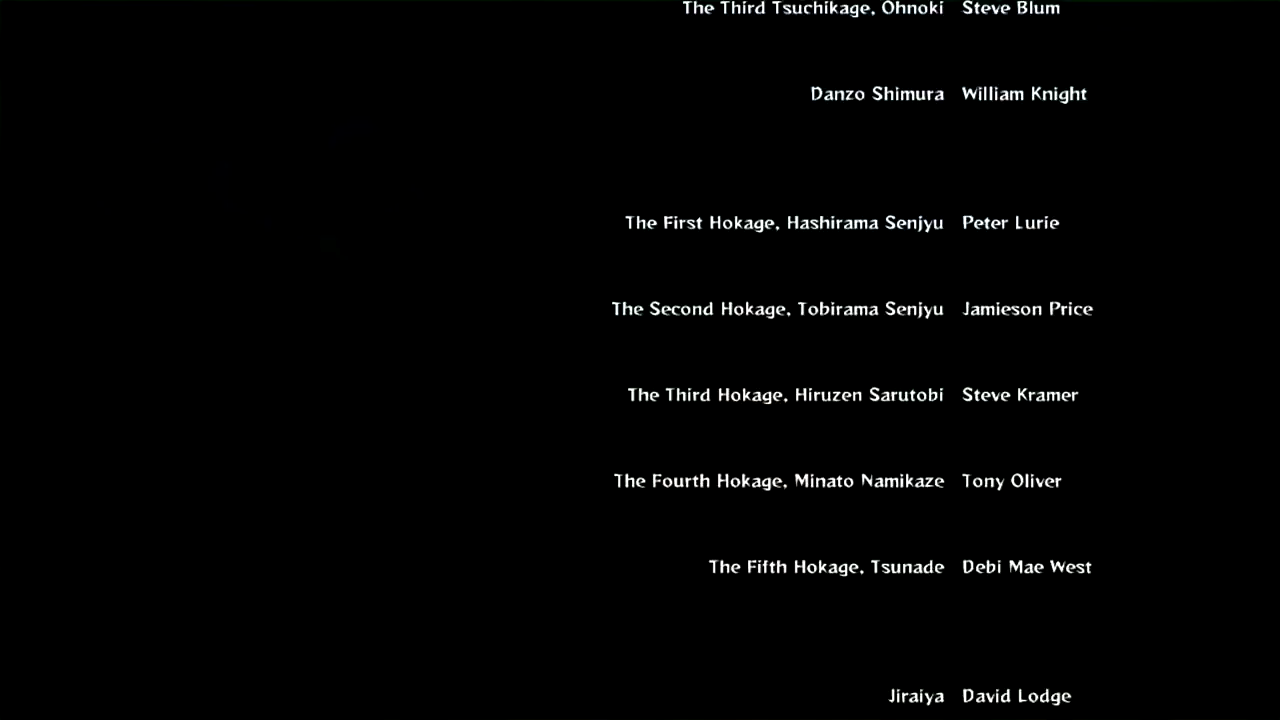 The Third Tsuchikage, Ohnoki Steve Blum
Danzo Shimura William Knight
The First Hokage, Hashirama Senjyu Peter Lurie
The Second Hokage, Tobirama Senjyu Jamieson Price
The Third Hokage, Hiruzen Sarutobi Steve Kramer
The Fourth Hokage, Minato Namikaze Tony Oliver
The Fifth Hokage, Tsunade Debi Mae West
Jiraiya David Lodge